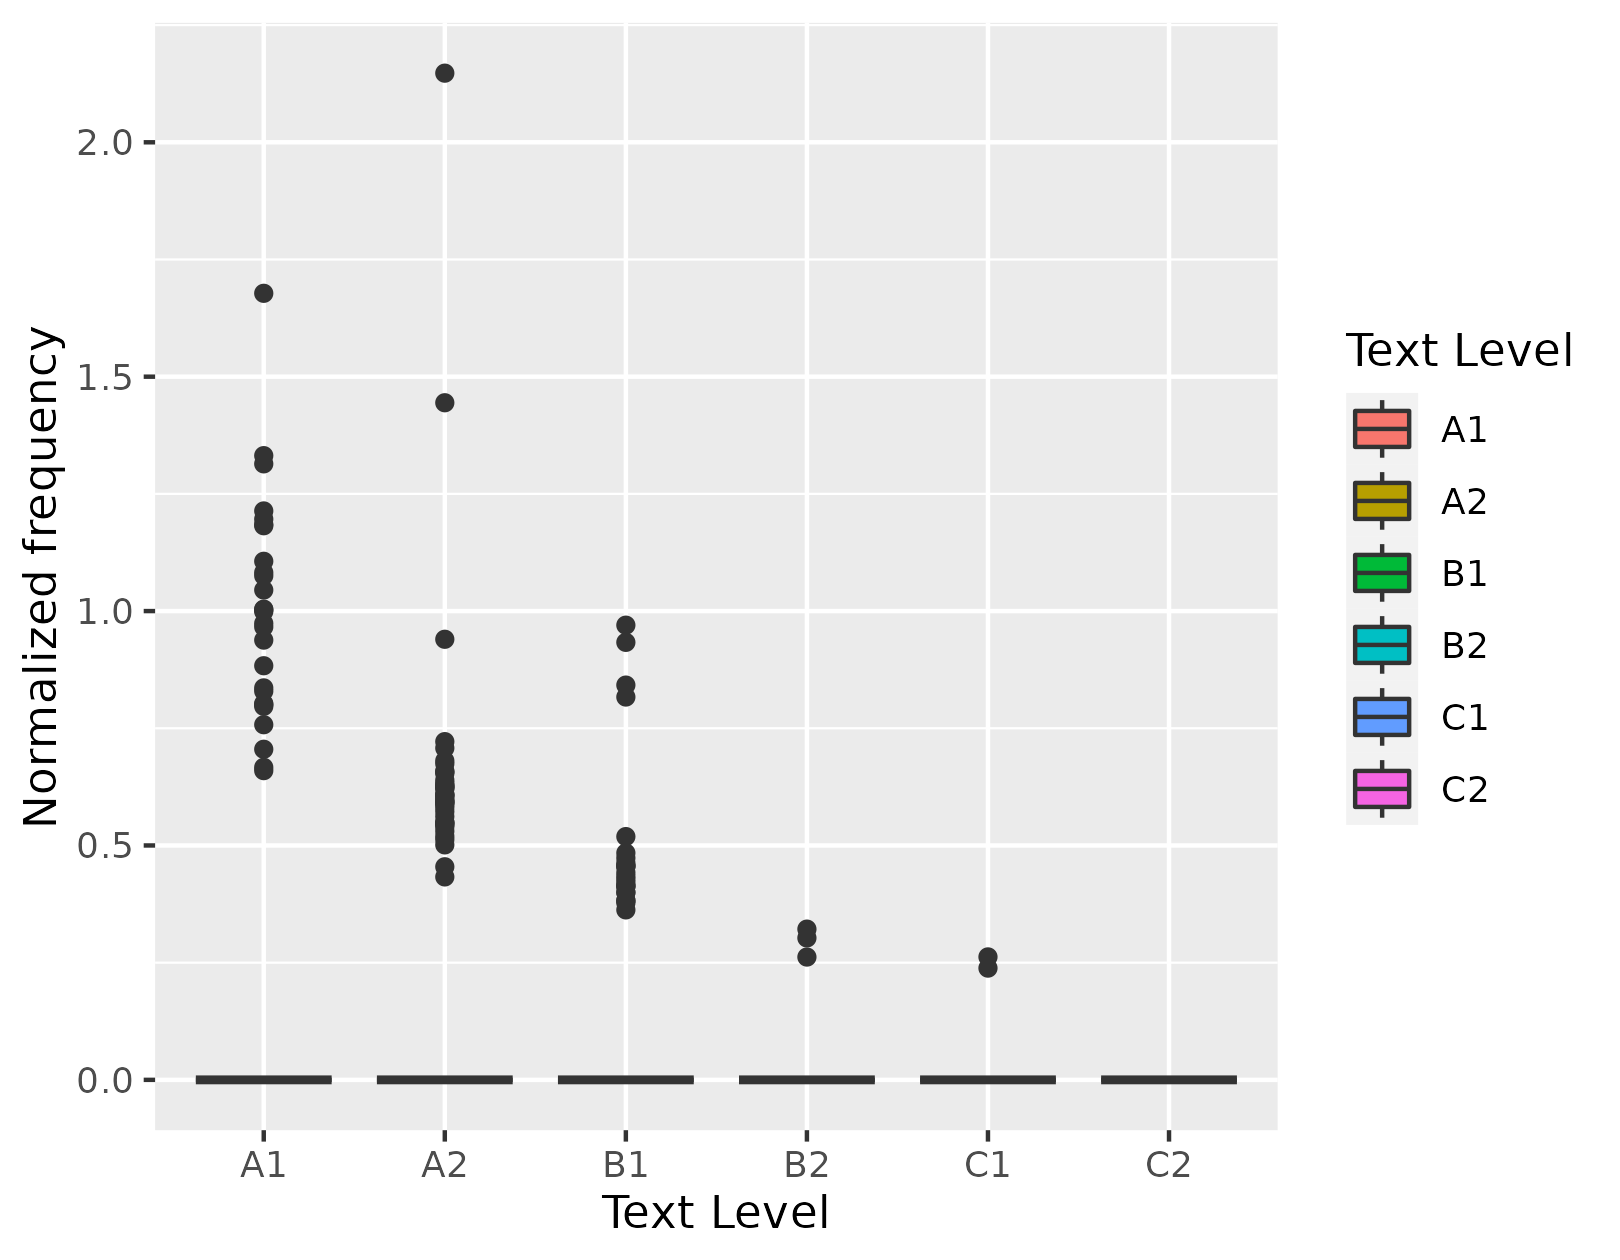 Normalized frequency
2.0
1.5
1.0
0.5
0.0
A1 A2 B1 B2 C1 C2
Text Level
Text Level
A1
A2
B1
B2
C1
C2